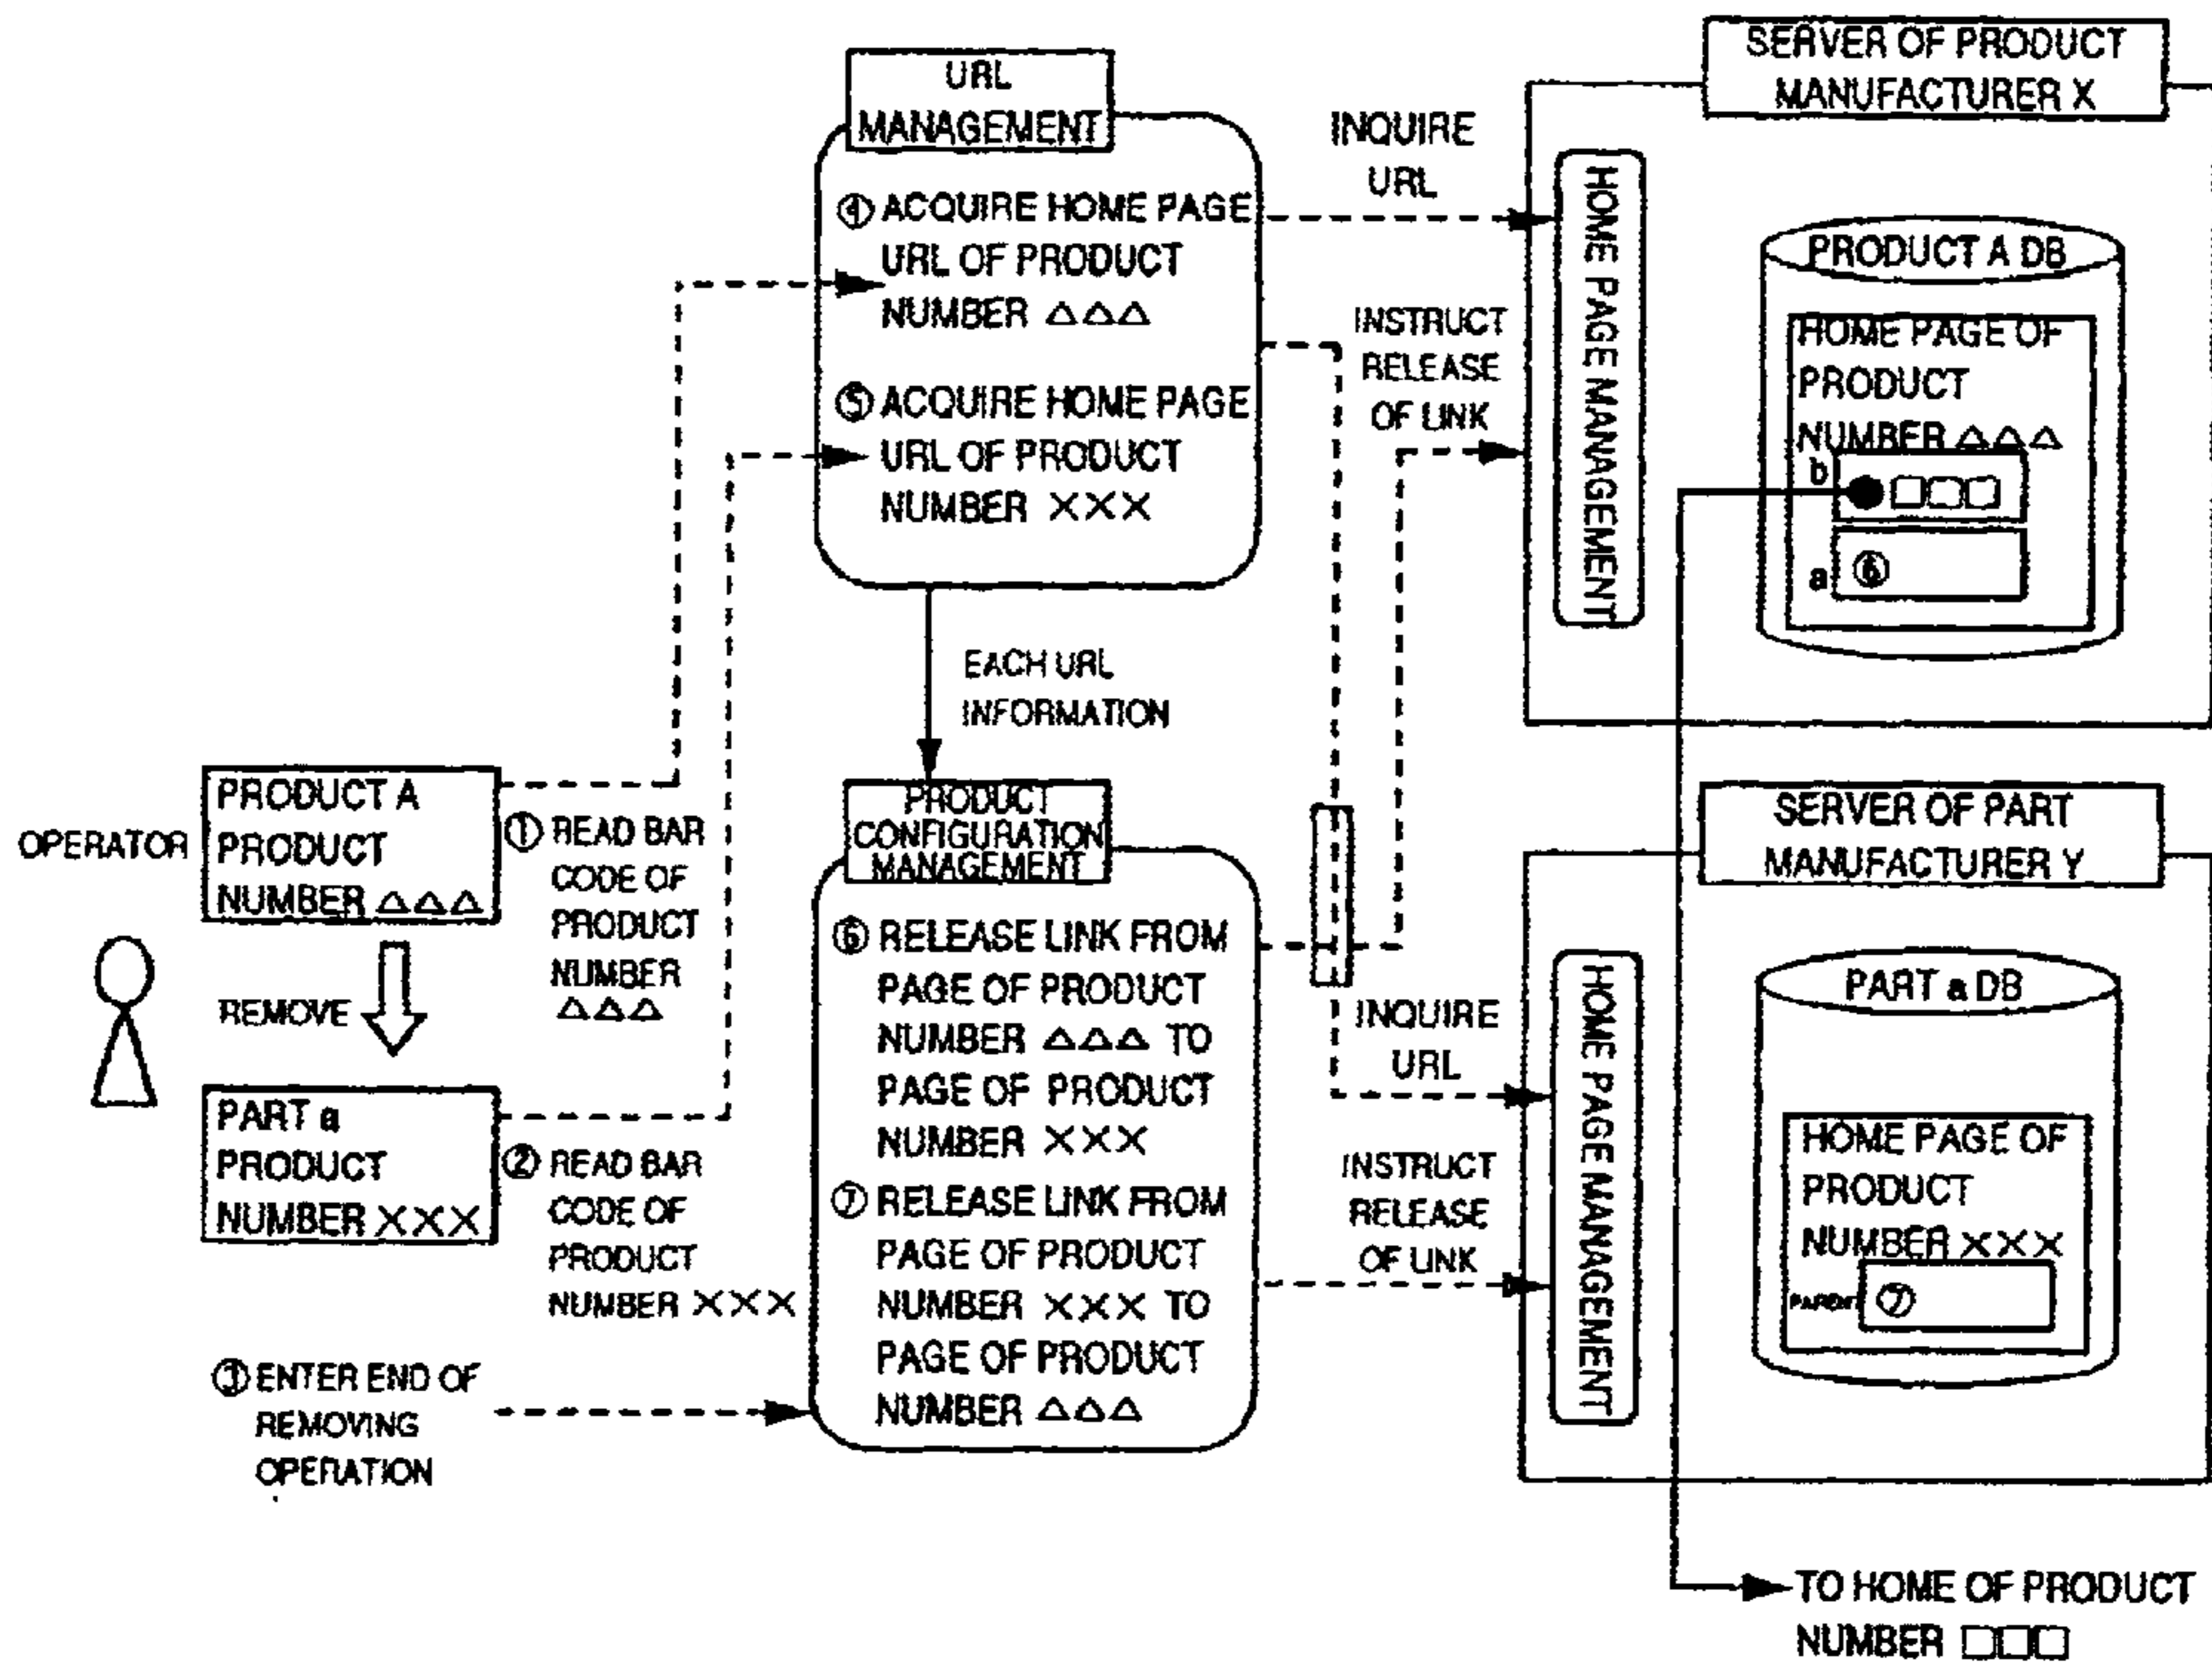 OPERATOR
PRODUCT A
PRODUCT
NUMBER △△△
① READ BAR
CODE OF
PRODUCT
NUMBER
△△△
REMOVE
PART a
PRODUCT
NUMBER ×××
② READ BAR
CODE OF
PRODUCT
NUMBER ×××
③ ENTER END OF
REMOVING
OPERATION
URL
MANAGEMENT
④ ACQUIRE HOME PAGE
URL OF PRODUCT
NUMBER △△△
⑤ ACQUIRE HOME PAGE
URL OF PRODUCT
NUMBER ×××
EACH URL
INFORMATION
PRODUCT
CONFIGURATION
MANAGEMENT
⑥ RELEASE LINK FROM
PAGE OF PRODUCT
NUMBER △△△ TO
PAGE OF PRODUCT
NUMBER ×××
⑦ RELEASE LINK FROM
PAGE OF PRODUCT
NUMBER ××× TO
PAGE OF PRODUCT
NUMBER △△△
INQUIRE
URL
INSTRUCT
RELEASE
OF LINK
INQUIRE
URL
INSTRUCT
RELEASE
OF LINK
SERVER OF PRODUCT
MANUFACTURER X
HOME PAGE MANAGEMENT
PRODUCT A DB
HOME PAGE OF
PRODUCT
NUMBER △△△
b ●□□□
a ⑥
SERVER OF PART
MANUFACTURER Y
HOME PAGE MANAGEMENT
PART a DB
HOME PAGE OF
PRODUCT
NUMBER ×××
PARENT ⑦
TO HOME OF PRODUCT
NUMBER □□□